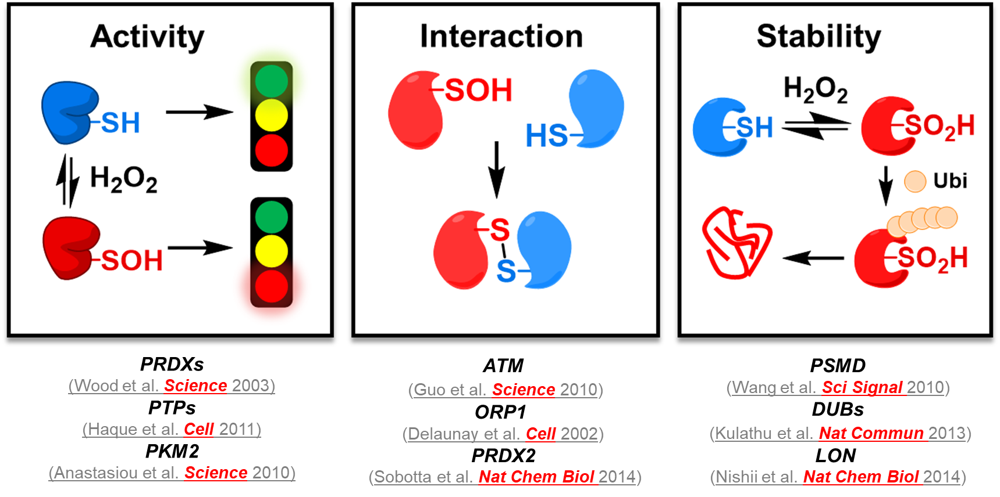 Activity
-SH
H₂O₂
-SOH
PRDXs
(Wood et al. Science 2003)
PTPs
(Haque et al. Cell 2011)
PKM2
(Anastasiou et al. Science 2010)
Interaction
-SOH
HS-
-S
S-
ATM
(Guo et al. Science 2010)
ORP1
(Delaunay et al. Cell 2002)
PRDX2
(Sobotta et al. Nat Chem Biol 2014)
Stability
H₂O₂
-SH
-SO₂H
Ubi
-SO₂H
PSMD
(Wang et al. Sci Signal 2010)
DUBs
(Kulathu et al. Nat Commun 2013)
LON
(Nishii et al. Nat Chem Biol 2014)